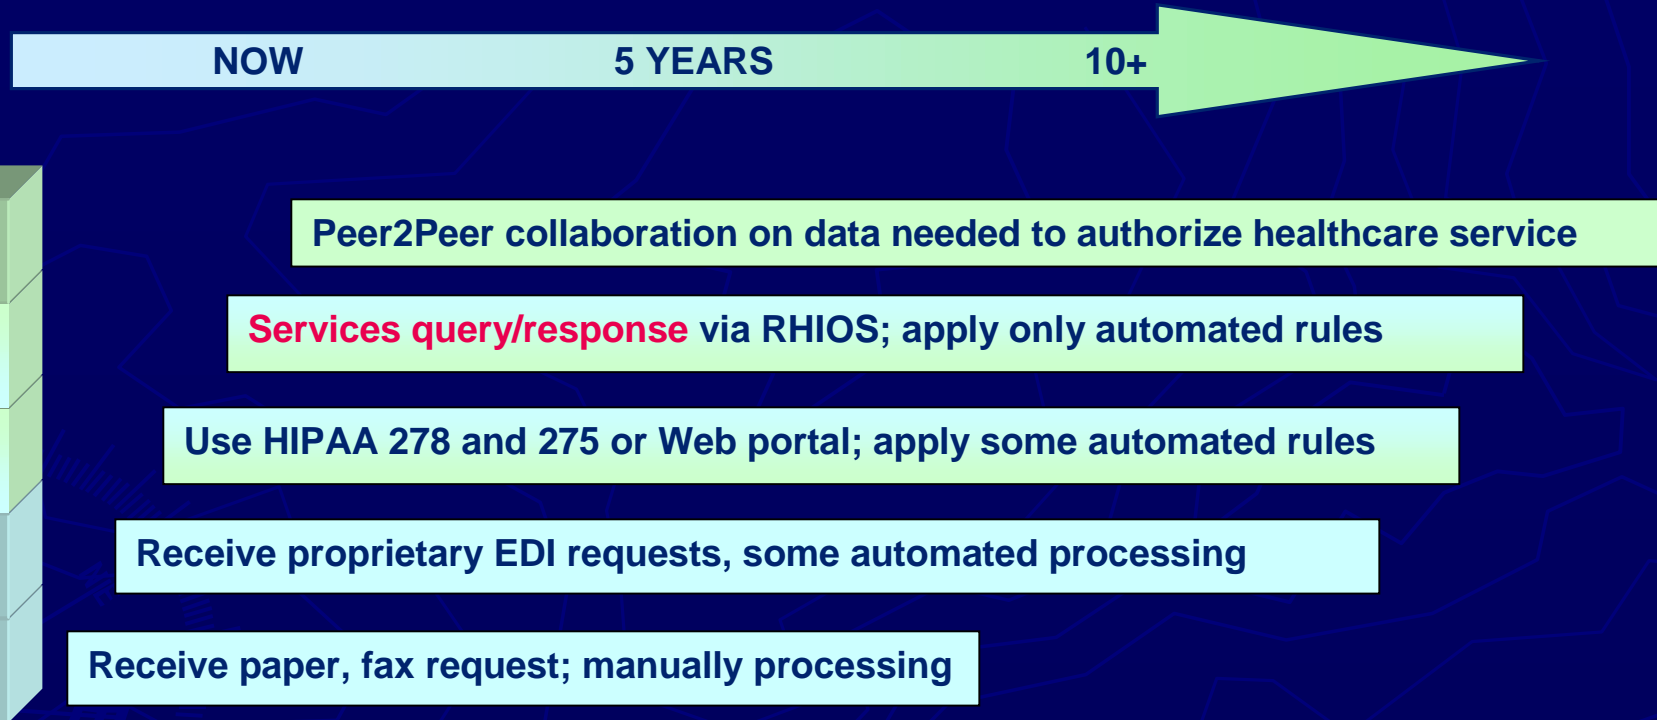 NOW 5 YEARS 10+
Peer2Peer collaboration on data needed to authorize healthcare service
Services query/response via RHIOS; apply only automated rules
Use HIPAA 278 and 275 or Web portal; apply some automated rules
Receive proprietary EDI requests, some automated processing
Receive paper, fax request; manually processing